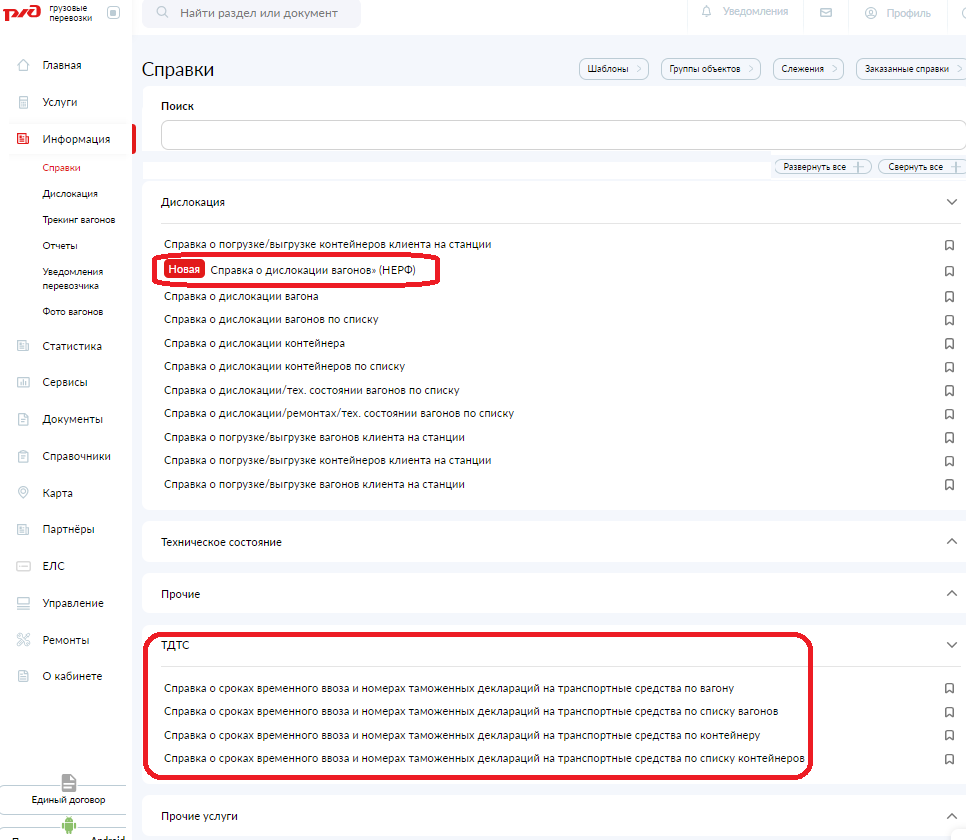 ржд грузовые
перевозки
Найти раздел или документ
Уведомления
Профиль
Главная
Услуги
Информация
Справки
Дислокация
Трекинг вагонов
Отчеты
Уведомления
перевозчика
Фото вагонов
Статистика
Сервисы
Документы
Справочники
Карта
Партнёры
ЕЛС
Управление
Ремонты
О кабинете
Единый договор
Android
Справки
Шаблоны
Группы объектов
Слежения
Заказанные справки
Поиск
Развернуть все
Свернуть все
Дислокация
Справка о погрузке/выгрузке контейнеров клиента на станции
Новая Справка о дислокации вагонов» (НЕРФ)
Справка о дислокации вагона
Справка о дислокации вагонов по списку
Справка о дислокации контейнера
Справка о дислокации контейнеров по списку
Справка о дислокации/тех. состоянии вагонов по списку
Справка о дислокации/ремонтах/тех. состоянии вагонов по списку
Справка о погрузке/выгрузке вагонов клиента на станции
Справка о погрузке/выгрузке контейнеров клиента на станции
Справка о погрузке/выгрузке вагонов клиента на станции
Техническое состояние
Прочие
ТДТС
Справка о сроках временного ввоза и номерах таможенных деклараций на транспортные средства по вагону
Справка о сроках временного ввоза и номерах таможенных деклараций на транспортные средства по списку вагонов
Справка о сроках временного ввоза и номерах таможенных деклараций на транспортные средства по контейнеру
Справка о сроках временного ввоза и номерах таможенных деклараций на транспортные средства по списку контейнеров
Прочие услуги